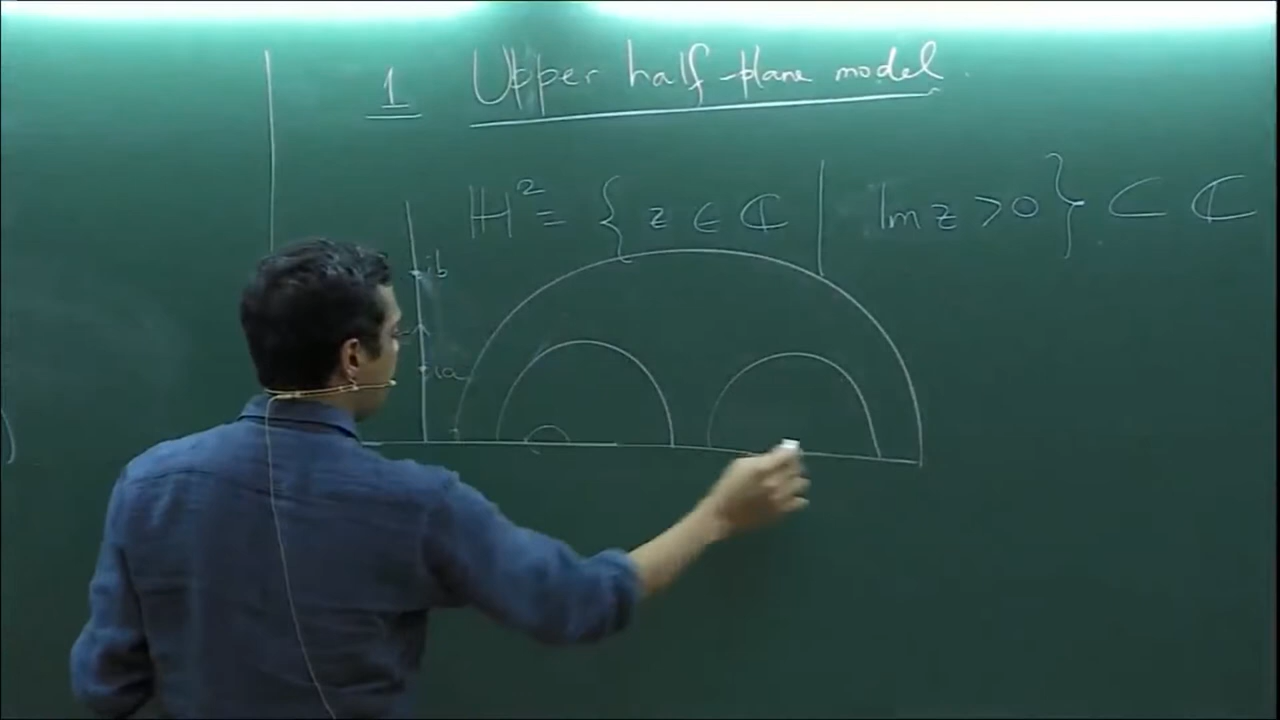 1 Upper half-plane model.
ℍ² = { z ∈ ℂ | Im z > 0 } ⊂ ℂ
ib
ia